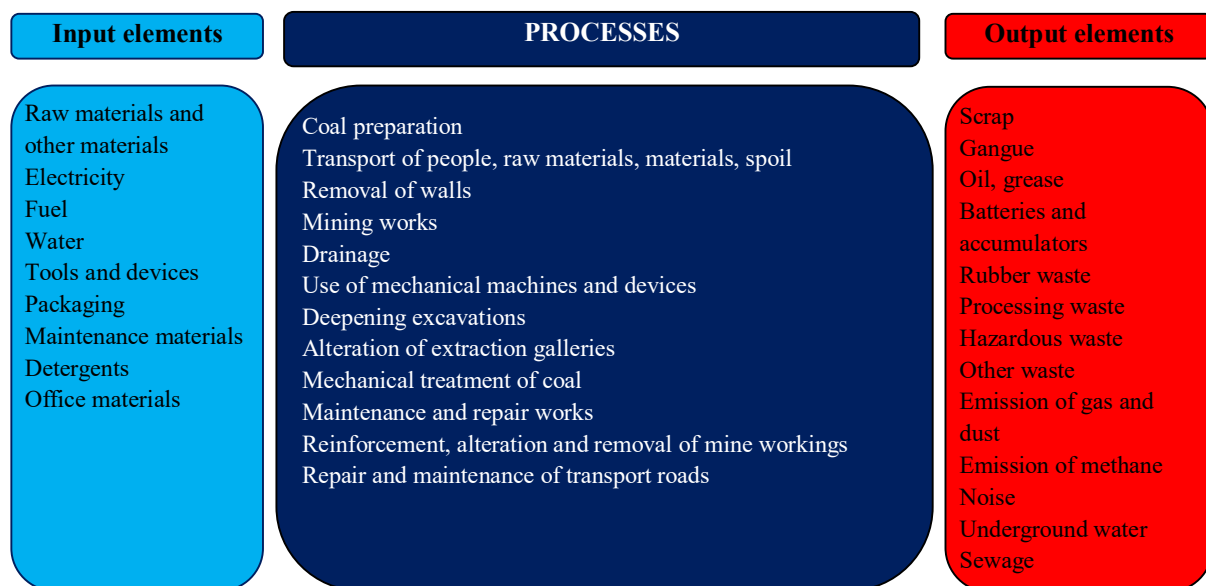 Input elements
PROCESSES
Output elements
Raw materials and
other materials
Electricity
Fuel
Water
Tools and devices
Packaging
Maintenance materials
Detergents
Office materials
Coal preparation
Transport of people, raw materials, materials, spoil
Removal of walls
Mining works
Drainage
Use of mechanical machines and devices
Deepening excavations
Alteration of extraction galleries
Mechanical treatment of coal
Maintenance and repair works
Reinforcement, alteration and removal of mine workings
Repair and maintenance of transport roads
Scrap
Gangue
Oil, grease
Batteries and
accumulators
Rubber waste
Processing waste
Hazardous waste
Other waste
Emission of gas and
dust
Emission of methane
Noise
Underground water
Sewage